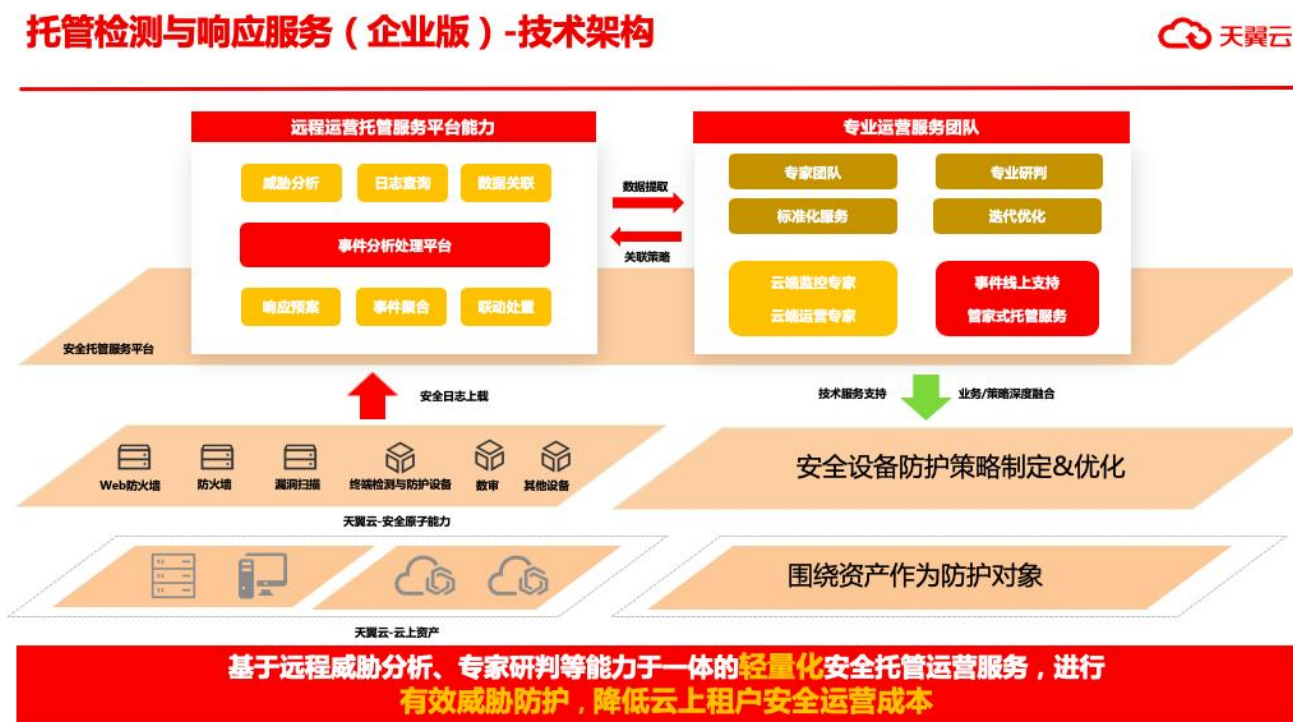 托管检测与响应服务（企业版）-技术架构
天翼云
远程运营托管服务平台能力
威胁分析
日志查询
数据关联
事件分析处理平台
响应预案
事件聚合
联动处置
数据提取
关联策略
专业运营服务团队
专家团队
专业研判
标准化服务
迭代优化
云端监控专家
云端运营专家
事件线上支持
管家式托管服务
安全托管服务平台
安全日志上载
技术服务支持
业务/策略深度融合
Web防火墙
防火墙
漏洞扫描
终端检测与防护设备
数审
其他设备
天翼云-安全原子能力
安全设备防护策略制定&优化
天翼云-云上资产
围绕资产作为防护对象
基于远程威胁分析、专家研判等能力于一体的轻量化安全托管运营服务，进行
有效威胁防护，降低云上租户安全运营成本